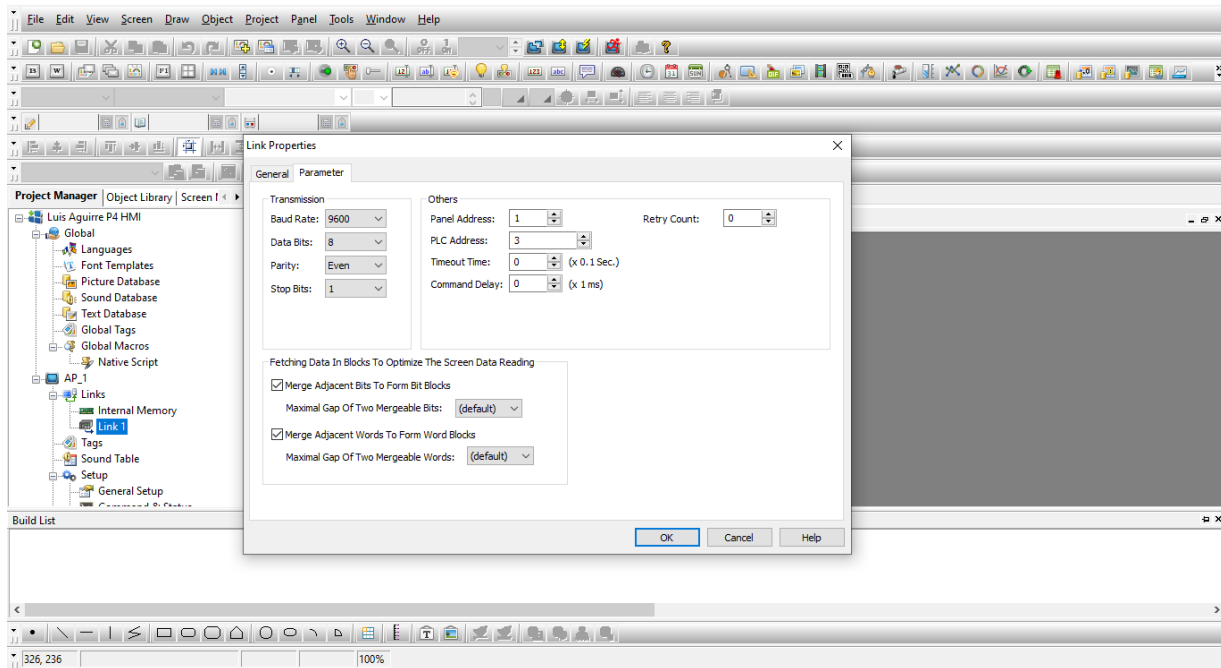 File Edit View Screen Draw Object Project Panel Tools Window Help
Link Properties
General Parameter
Project Manager Object Library Screen
Luis Aguirre P4 HMI
Global
Languages
Font Templates
Picture Database
Sound Database
Text Database
Global Tags
Global Macros
Native Script
AP_1
Links
Internal Memory
Link 1
Tags
Sound Table
Setup
General Setup
Command & Status
Transmission
Baud Rate: 9600
Data Bits: 8
Parity: Even
Stop Bits: 1
Others
Panel Address: 1 Retry Count: 0
PLC Address: 3
Timeout Time: 0 (x 0.1 Sec.)
Command Delay: 0 (x 1 ms)
Fetching Data In Blocks To Optimize The Screen Data Reading
Merge Adjacent Bits To Form Bit Blocks
Maximal Gap Of Two Mergeable Bits: (default)
Merge Adjacent Words To Form Word Blocks
Maximal Gap Of Two Mergeable Words: (default)
OK Cancel Help
Build List
326, 236 100%